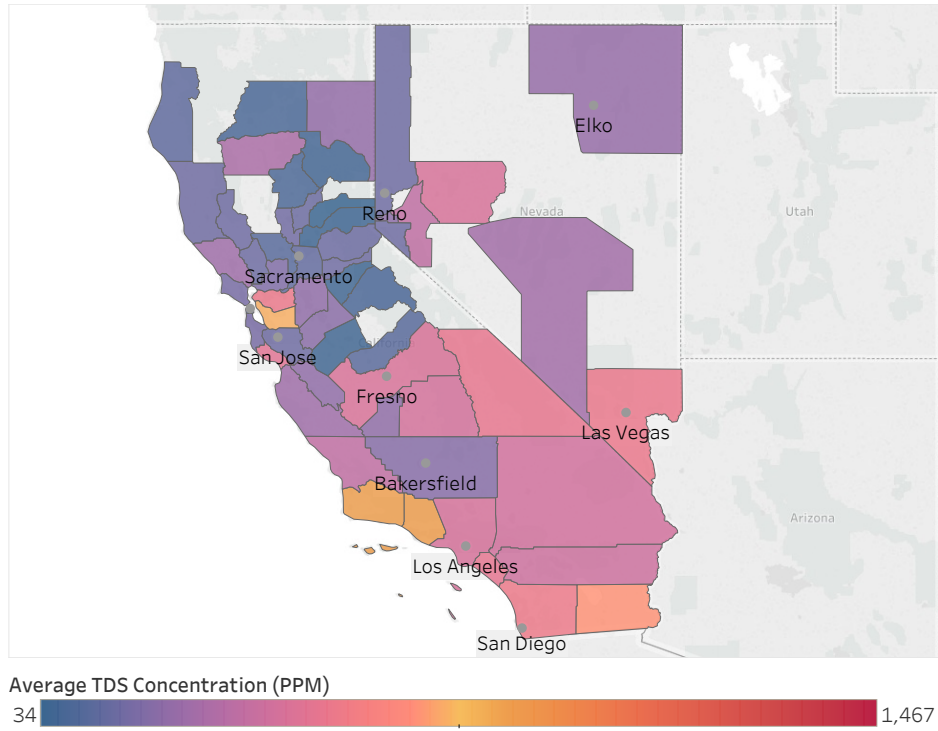 Elko
Reno
Nevada
Utah
Sacramento
San Jose
California
Fresno
Las Vegas
Bakersfield
Arizona
Los Angeles
San Diego
Average TDS Concentration (PPM)
34
1,467